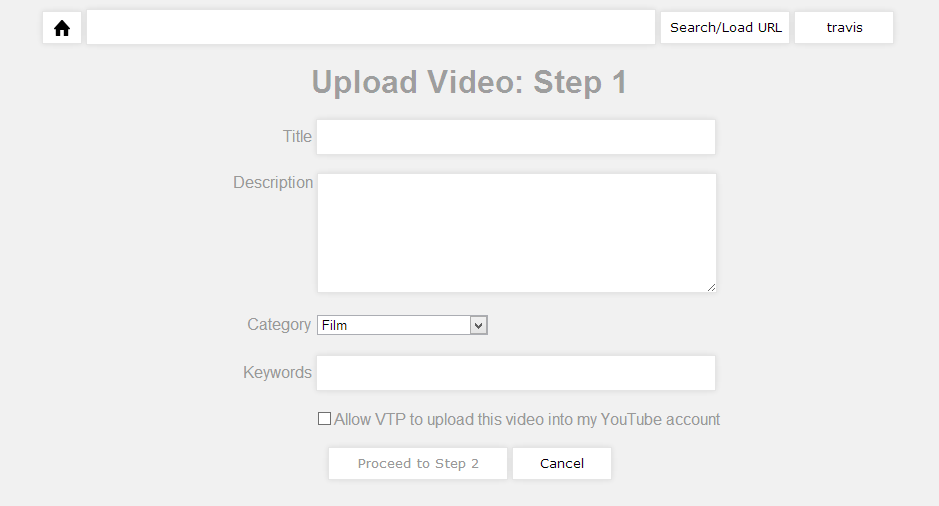 Search/Load URL
travis
Upload Video: Step 1
Title
Description
Category
Film
Keywords
Allow VTP to upload this video into my YouTube account
Proceed to Step 2
Cancel